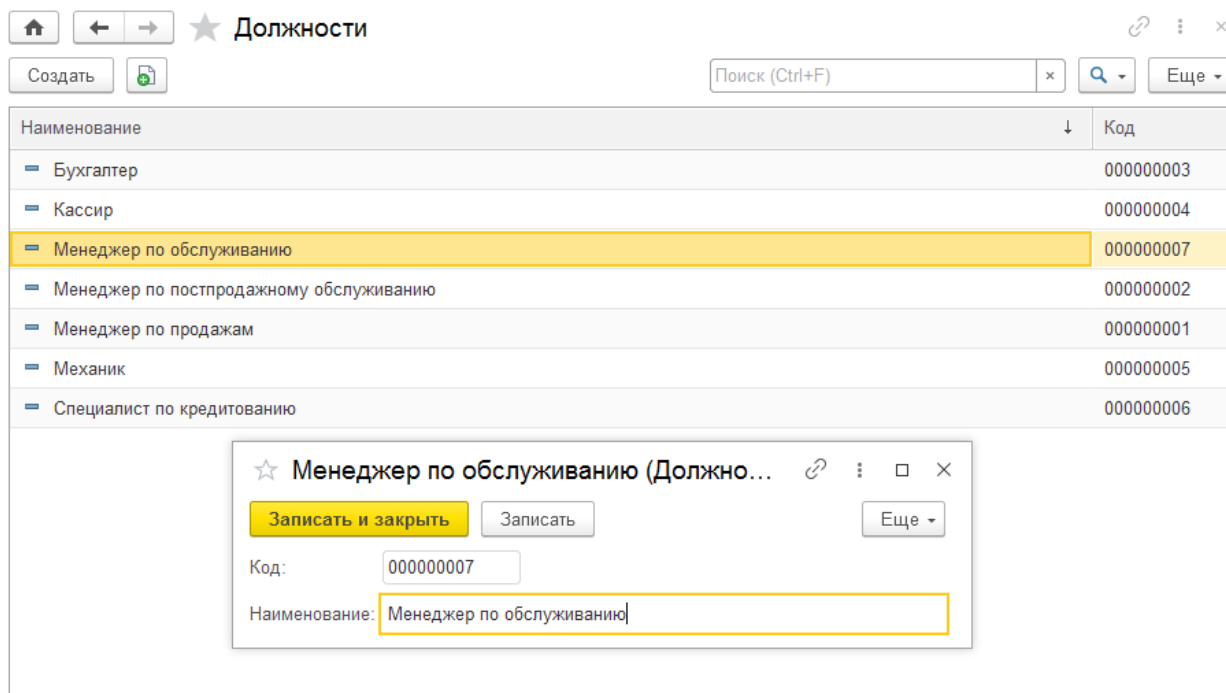 Должности
Создать Поиск (Ctrl+F) × Еще
Наименование ↓ Код
Бухгалтер 000000003
Кассир 000000004
Менеджер по обслуживанию 000000007
Менеджер по постпродажному обслуживанию 000000002
Менеджер по продажам 000000001
Механик 000000005
Специалист по кредитованию 000000006
Менеджер по обслуживанию (Должно...
Записать и закрыть Записать Еще
Код: 000000007
Наименование: Менеджер по обслуживанию